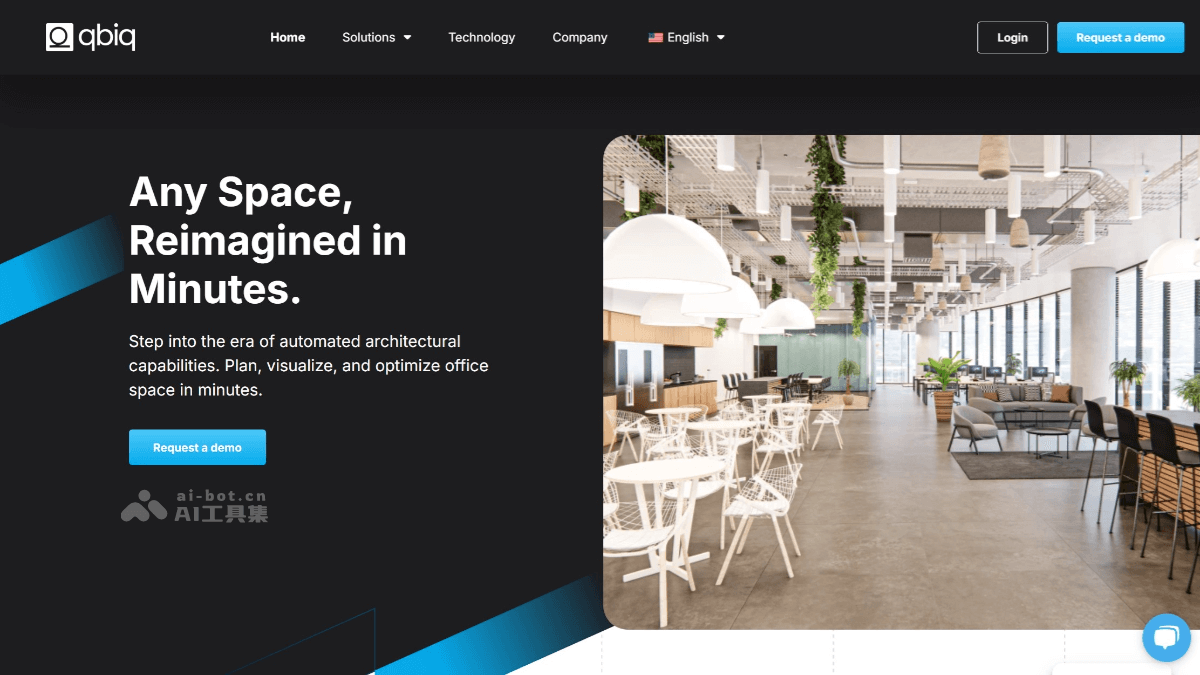 qbiq
Home
Solutions
Technology
Company
English
Login
Request a demo
Any Space,
Reimagined in
Minutes.
Step into the era of automated architectural
capabilities. Plan, visualize, and optimize office
space in minutes.
Request a demo
ai-bot.cn
AI工具集